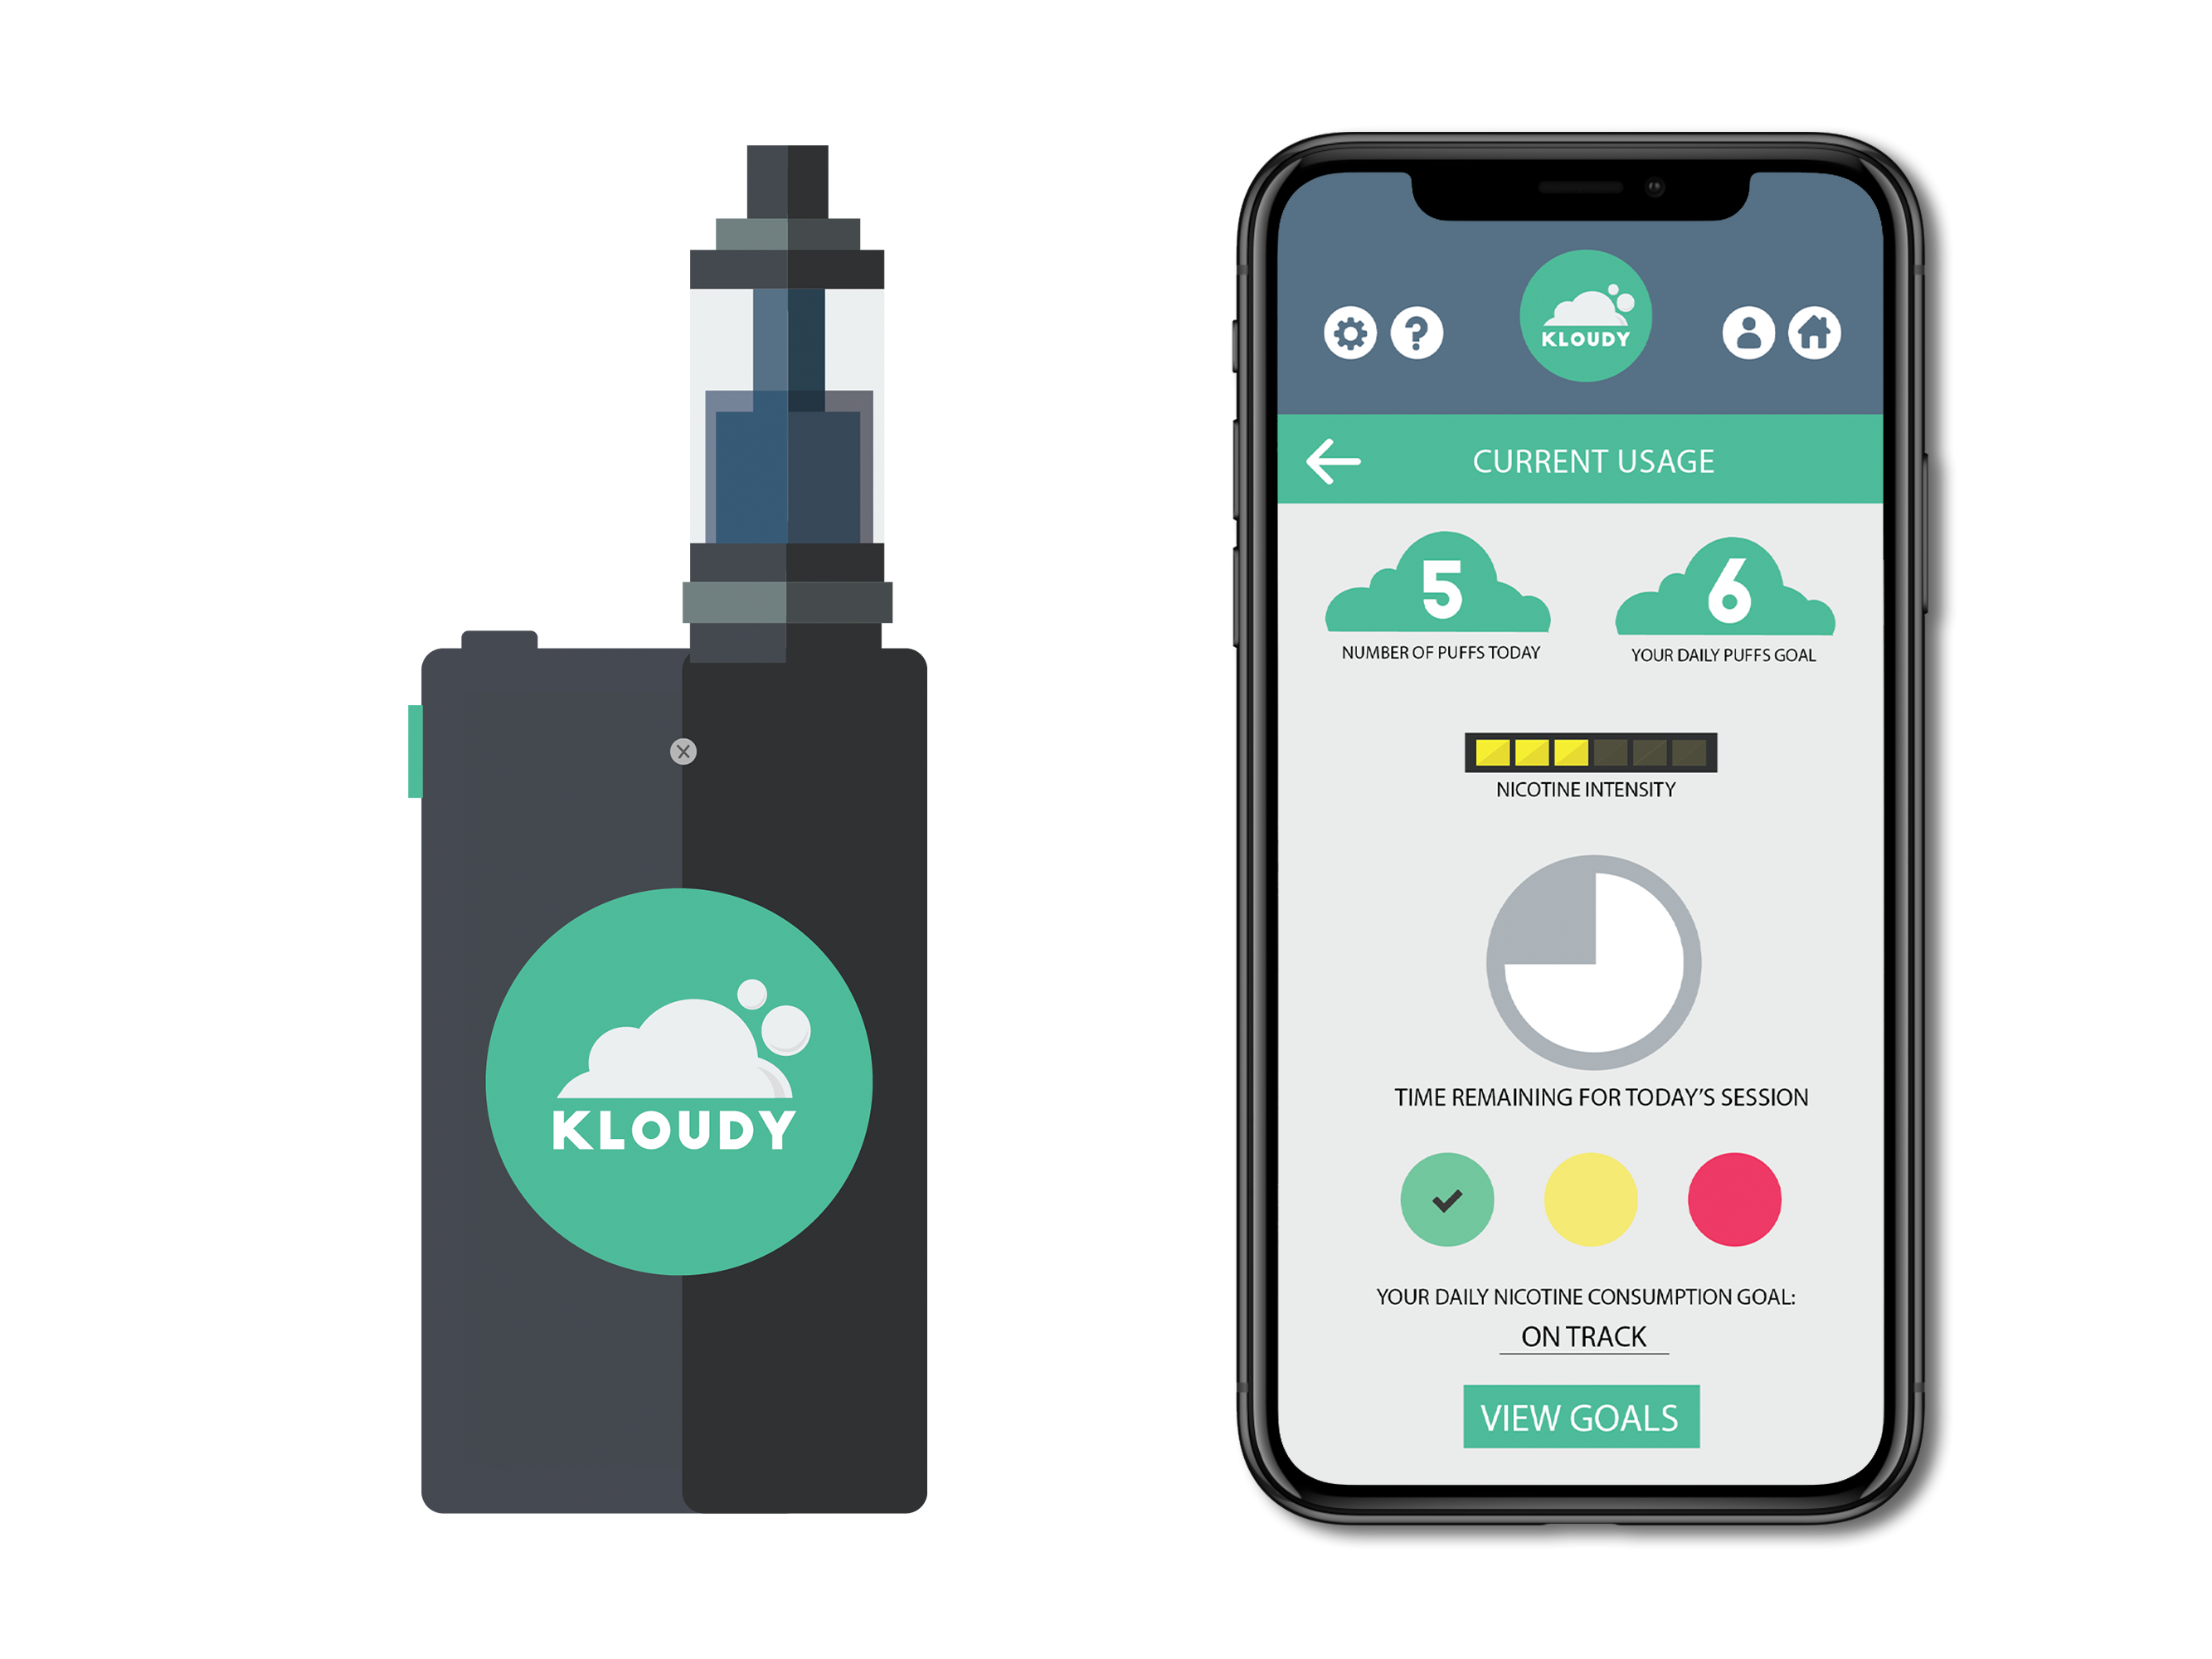 KLOUDY
KLOUDY
CURRENT USAGE
5
6
NUMBER OF PUFFS TODAY
YOUR DAILY PUFFS GOAL
NICOTINE INTENSITY
TIME REMAINING FOR TODAY'S SESSION
YOUR DAILY NICOTINE CONSUMPTION GOAL:
ON TRACK
VIEW GOALS